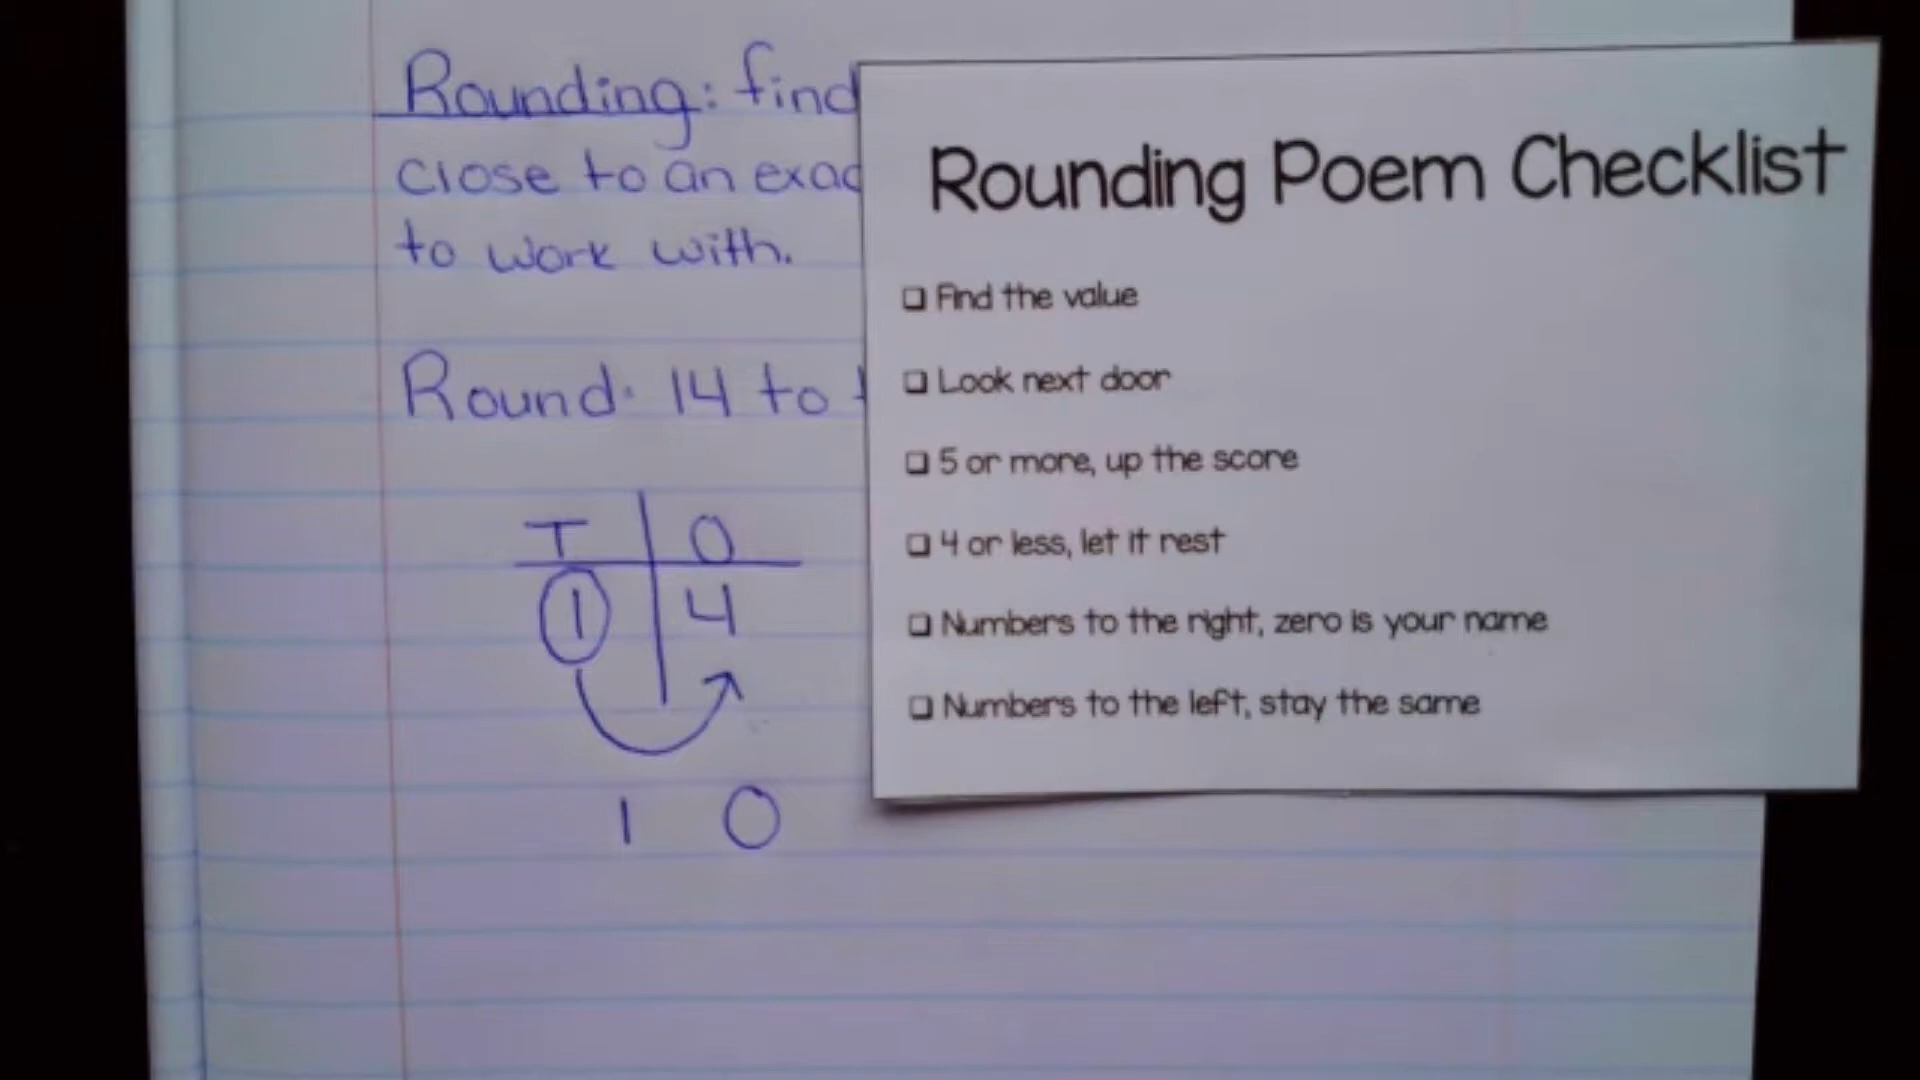 Rounding: find
close to an exac
to work with.
Round: 14 to t
T O
1 4
1 0
Rounding Poem Checklist
❑ Find the value
❑ Look next door
❑ 5 or more, up the score
❑ 4 or less, let it rest
❑ Numbers to the right, zero is your name
❑ Numbers to the left, stay the same